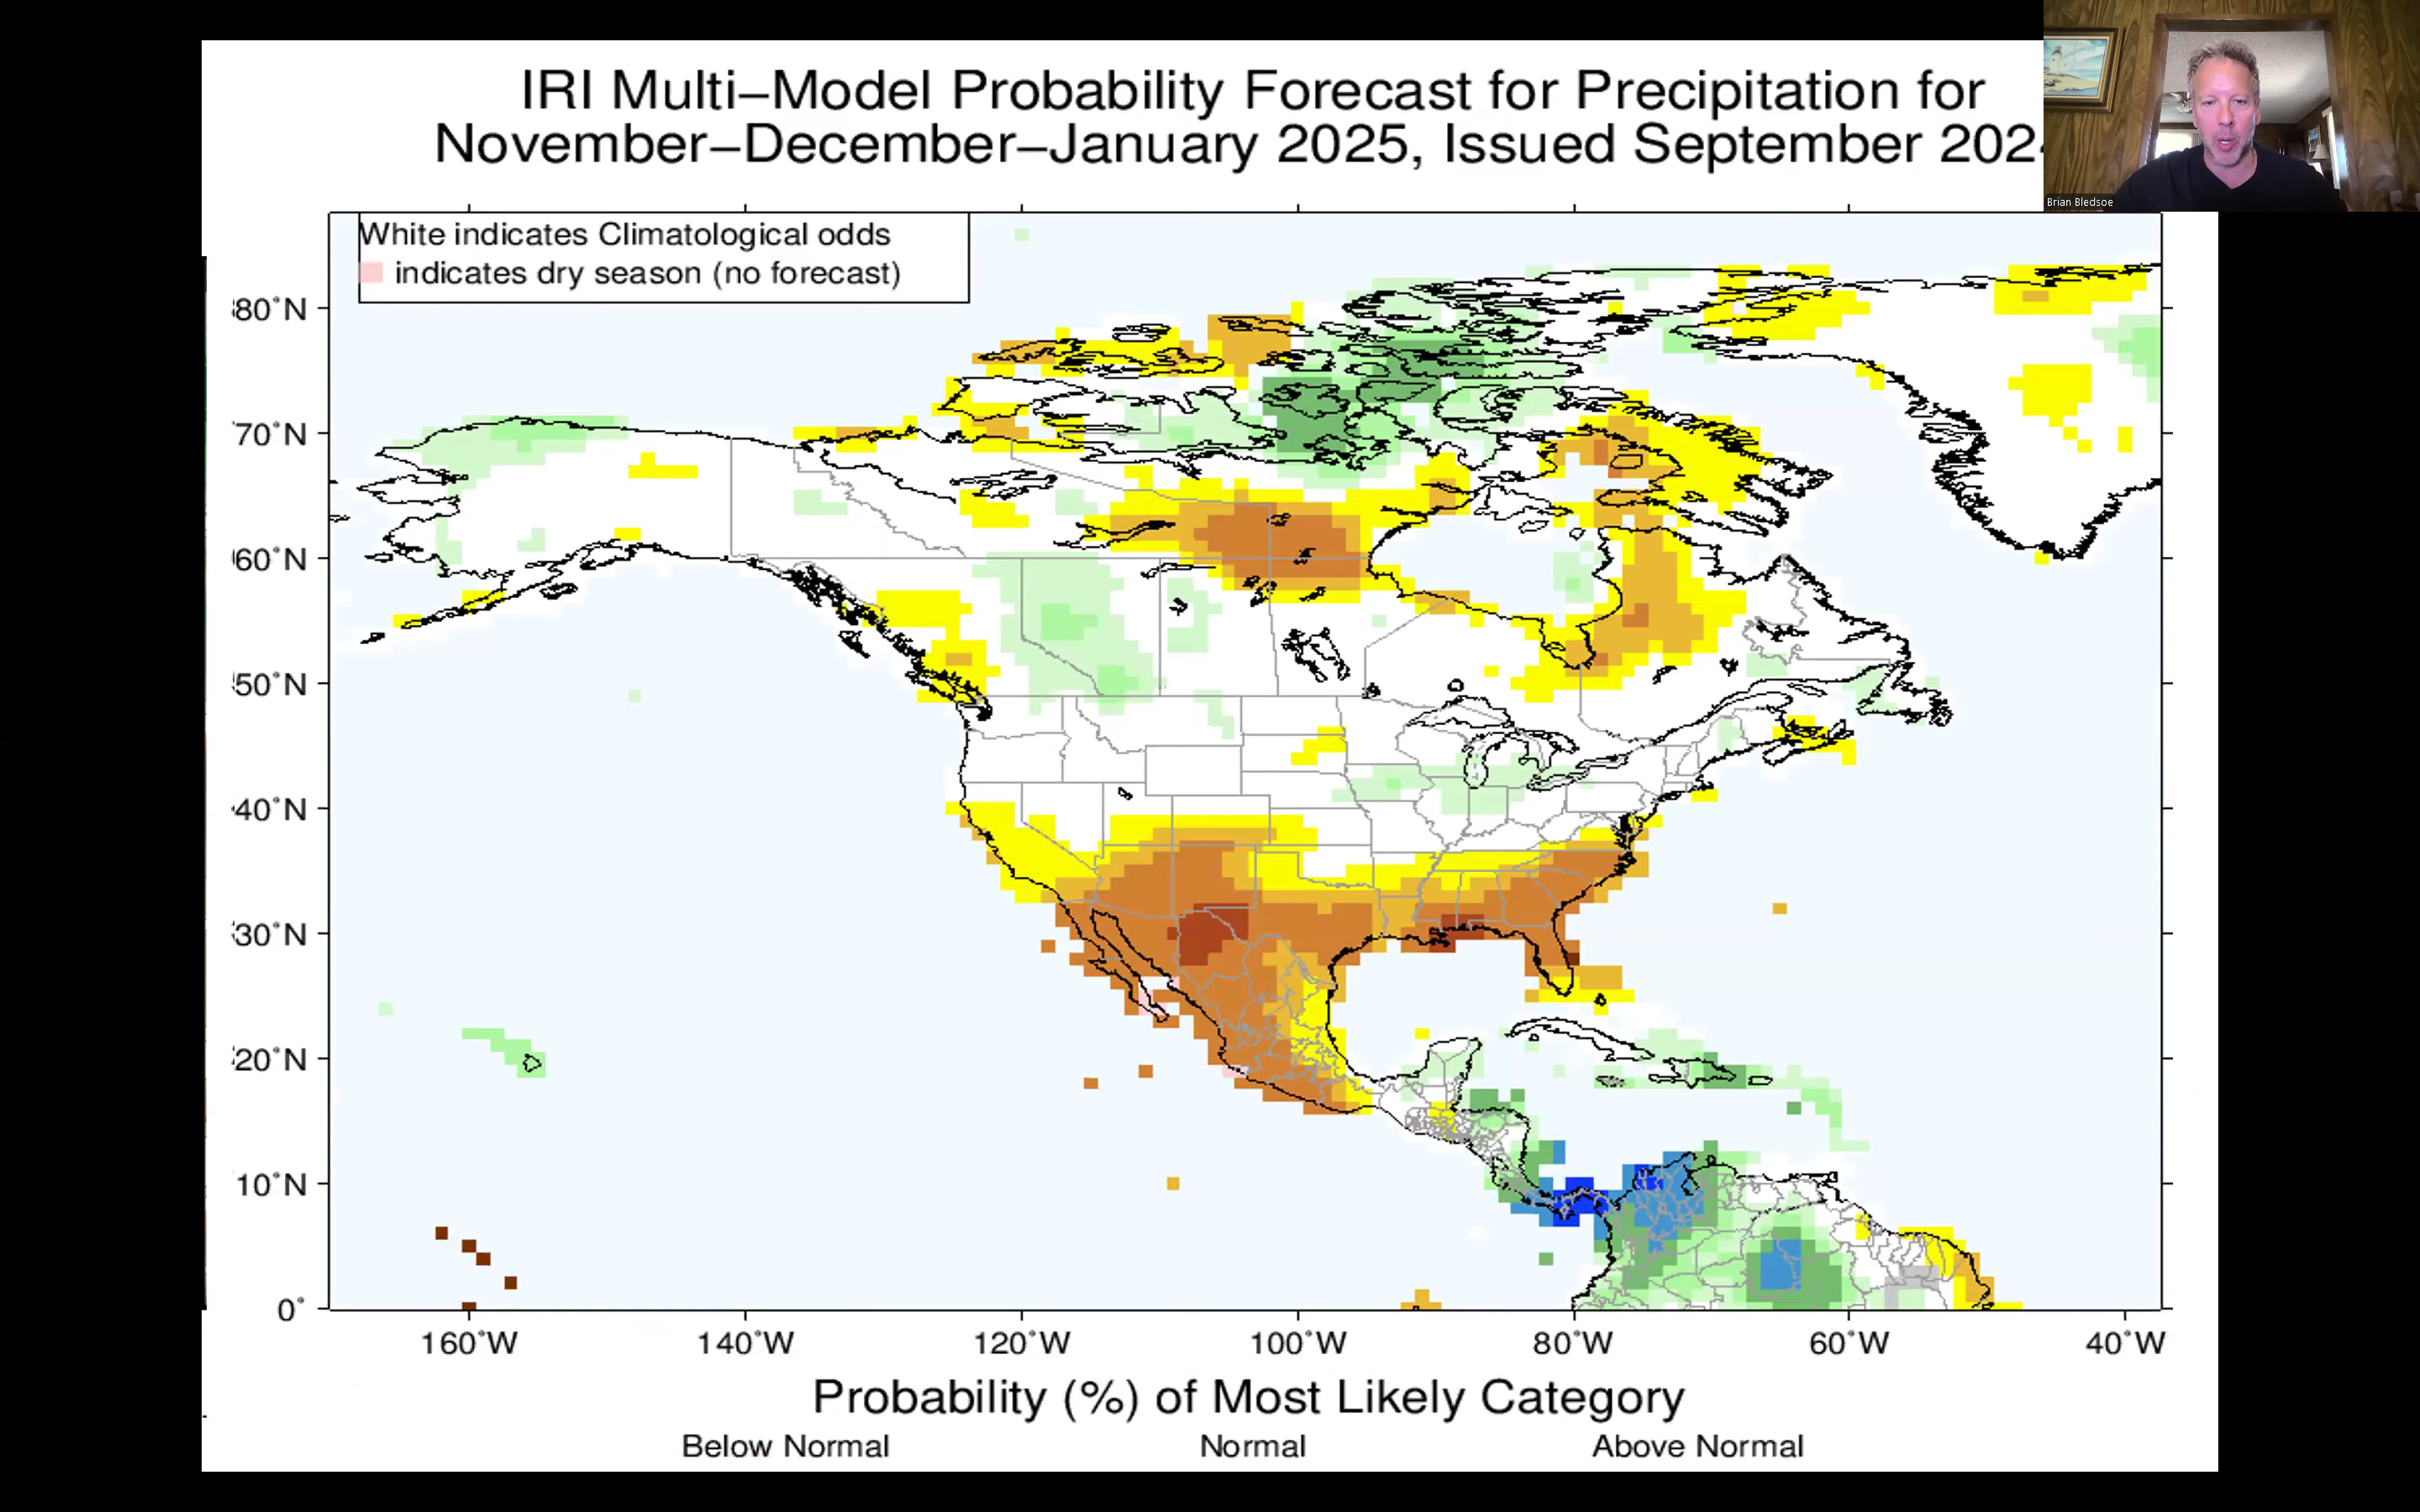 IRI Multi–Model Probability Forecast for Precipitation for
November–December–January 2025, Issued September 202
Brian Bledsoe
White indicates Climatological odds
indicates dry season (no forecast)
80°N
70°N
60°N
50°N
40°N
30°N
20°N
10°N
0°
160°W 140°W 120°W 100°W 80°W 60°W 40°W
Probability (%) of Most Likely Category
Below Normal Normal Above Normal